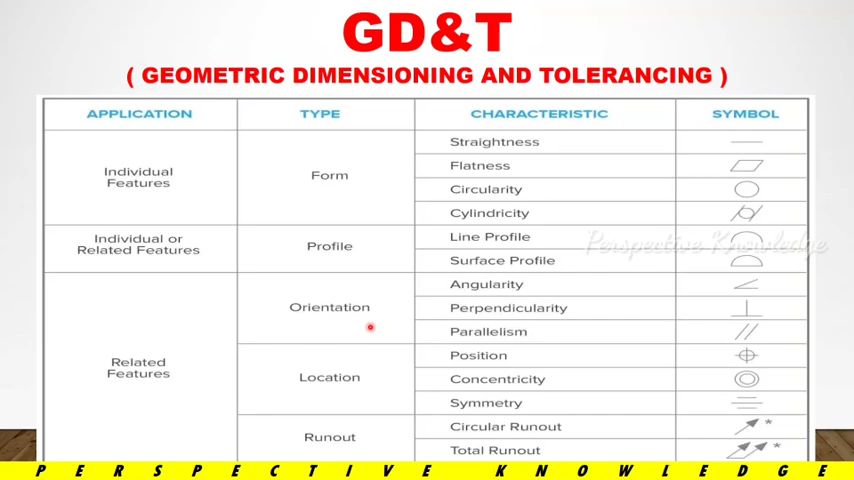 GD&T
( GEOMETRIC DIMENSIONING AND TOLERANCING )
APPLICATION TYPE CHARACTERISTIC SYMBOL
Individual Features Form Straightness
Flatness
Circularity
Cylindricity
Individual or Related Features Profile Line Profile
Perspective Knowledge
Surface Profile
Related Features Orientation Angularity
Perpendicularity
Parallelism
Location Position
Concentricity
Symmetry
Runout Circular Runout *
Total Runout *
PERSPECTIVE KNOWLEDGE